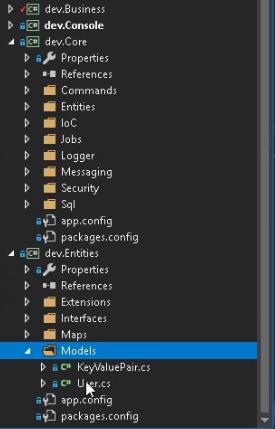 C# dev.Business
C# dev.Console
C# dev.Core
Properties
References
Commands
Entities
IoC
Jobs
Logger
Messaging
Security
Sql
app.config
packages.config
C# dev.Entities
Properties
References
Extensions
Interfaces
Maps
Models
C# KeyValuePair.cs
C# User.cs
app.config
packages.config